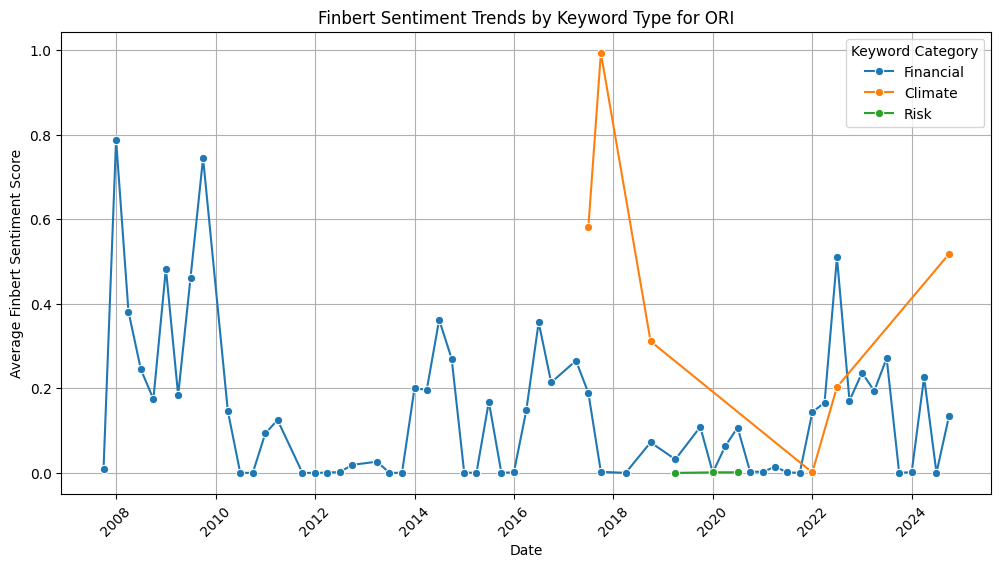 Finbert Sentiment Trends by Keyword Type for ORI
Keyword Category
Financial
Climate
Risk
Average Finbert Sentiment Score
1.0
0.8
0.6
0.4
0.2
0.0
2008
2010
2012
2014
2016
2018
2020
2022
2024
Date